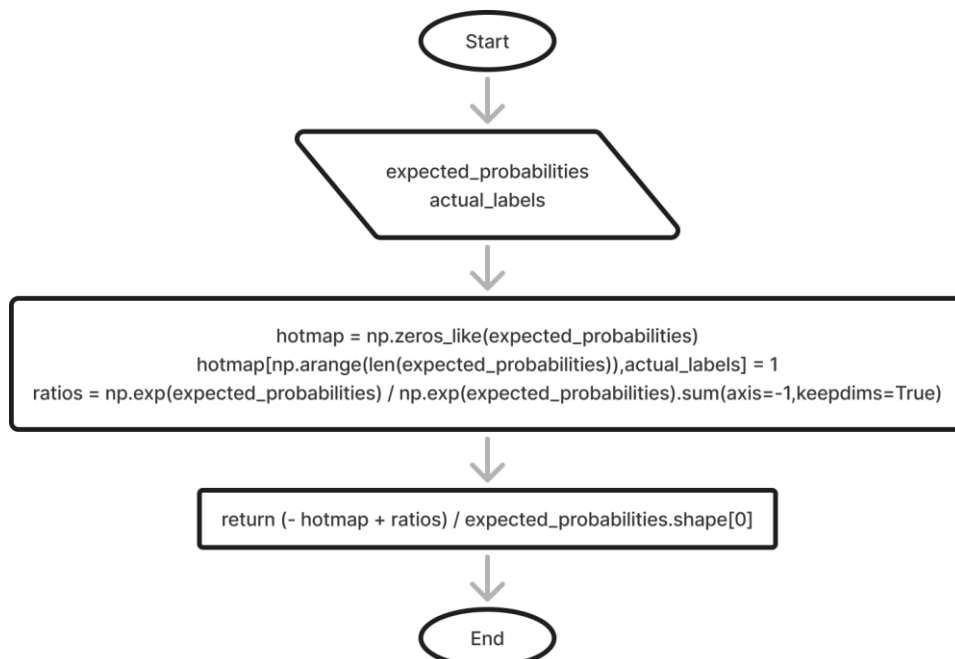 Start
expected_probabilities
actual_labels
hotmap = np.zeros_like(expected_probabilities)
hotmap[np.arange(len(expected_probabilities)),actual_labels] = 1
ratios = np.exp(expected_probabilities) / np.exp(expected_probabilities).sum(axis=-1,keepdims=True)
return (- hotmap + ratios) / expected_probabilities.shape[0]
End